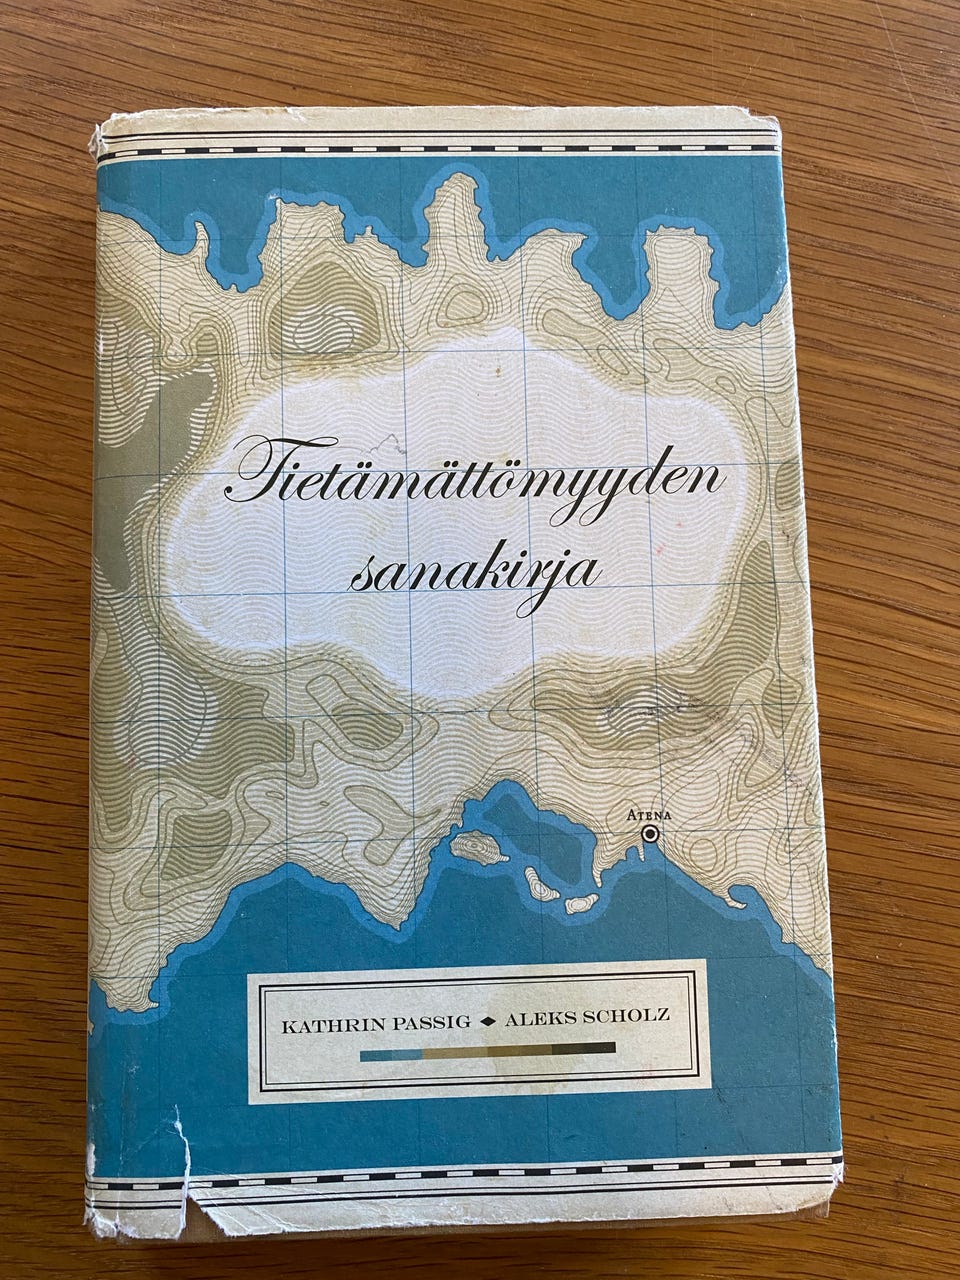 Tietämättömyyden
sanakirja
ATENA
KATHRIN PASSIG ◆ ALEKS SCHOLZ